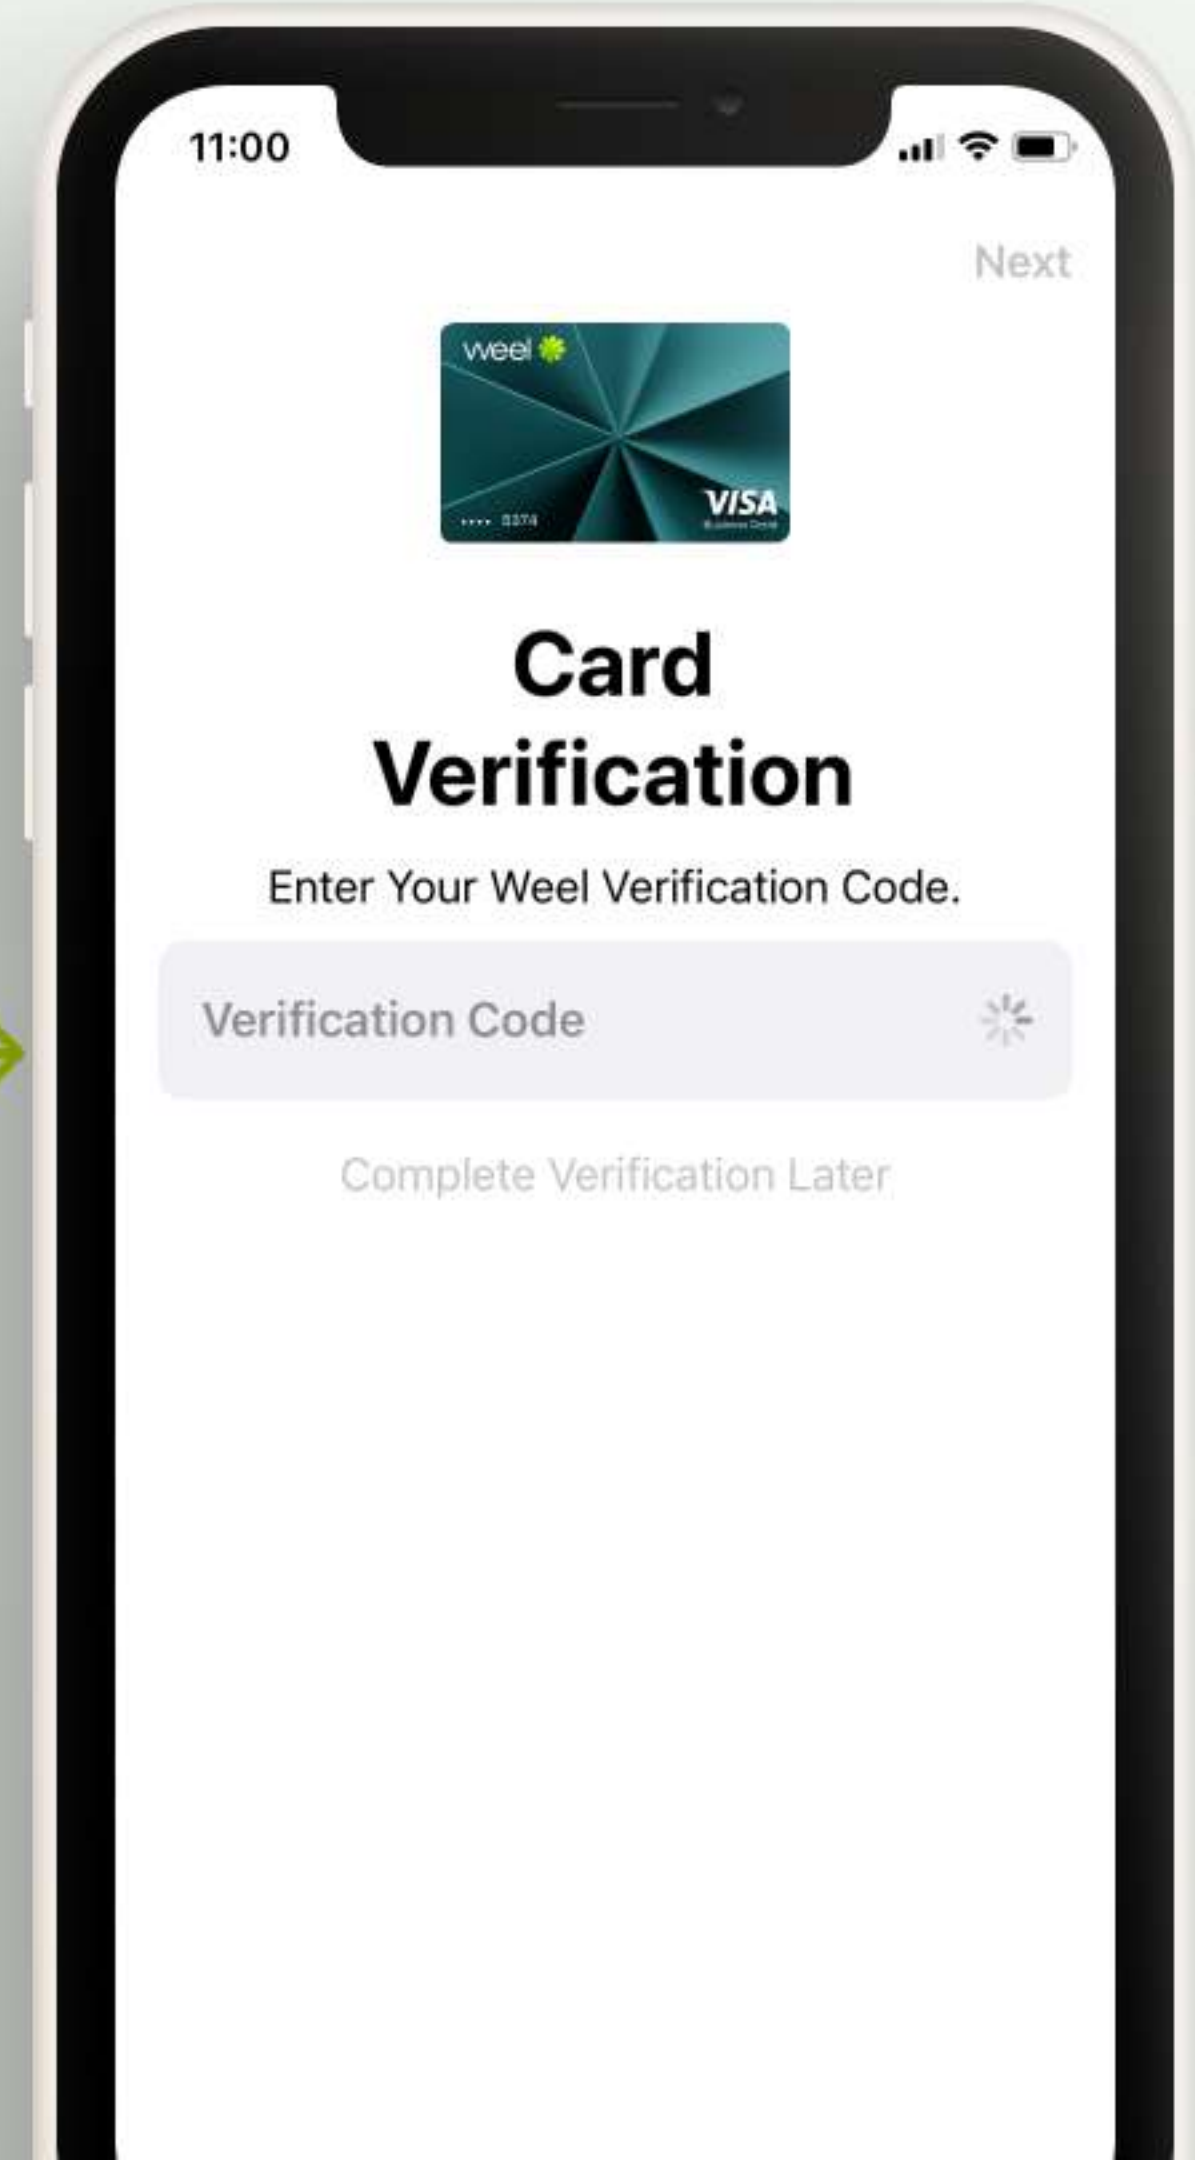 11:00
Next
weel
VISA
Card
Verification
Enter Your Weel Verification Code.
Verification Code
Complete Verification Later